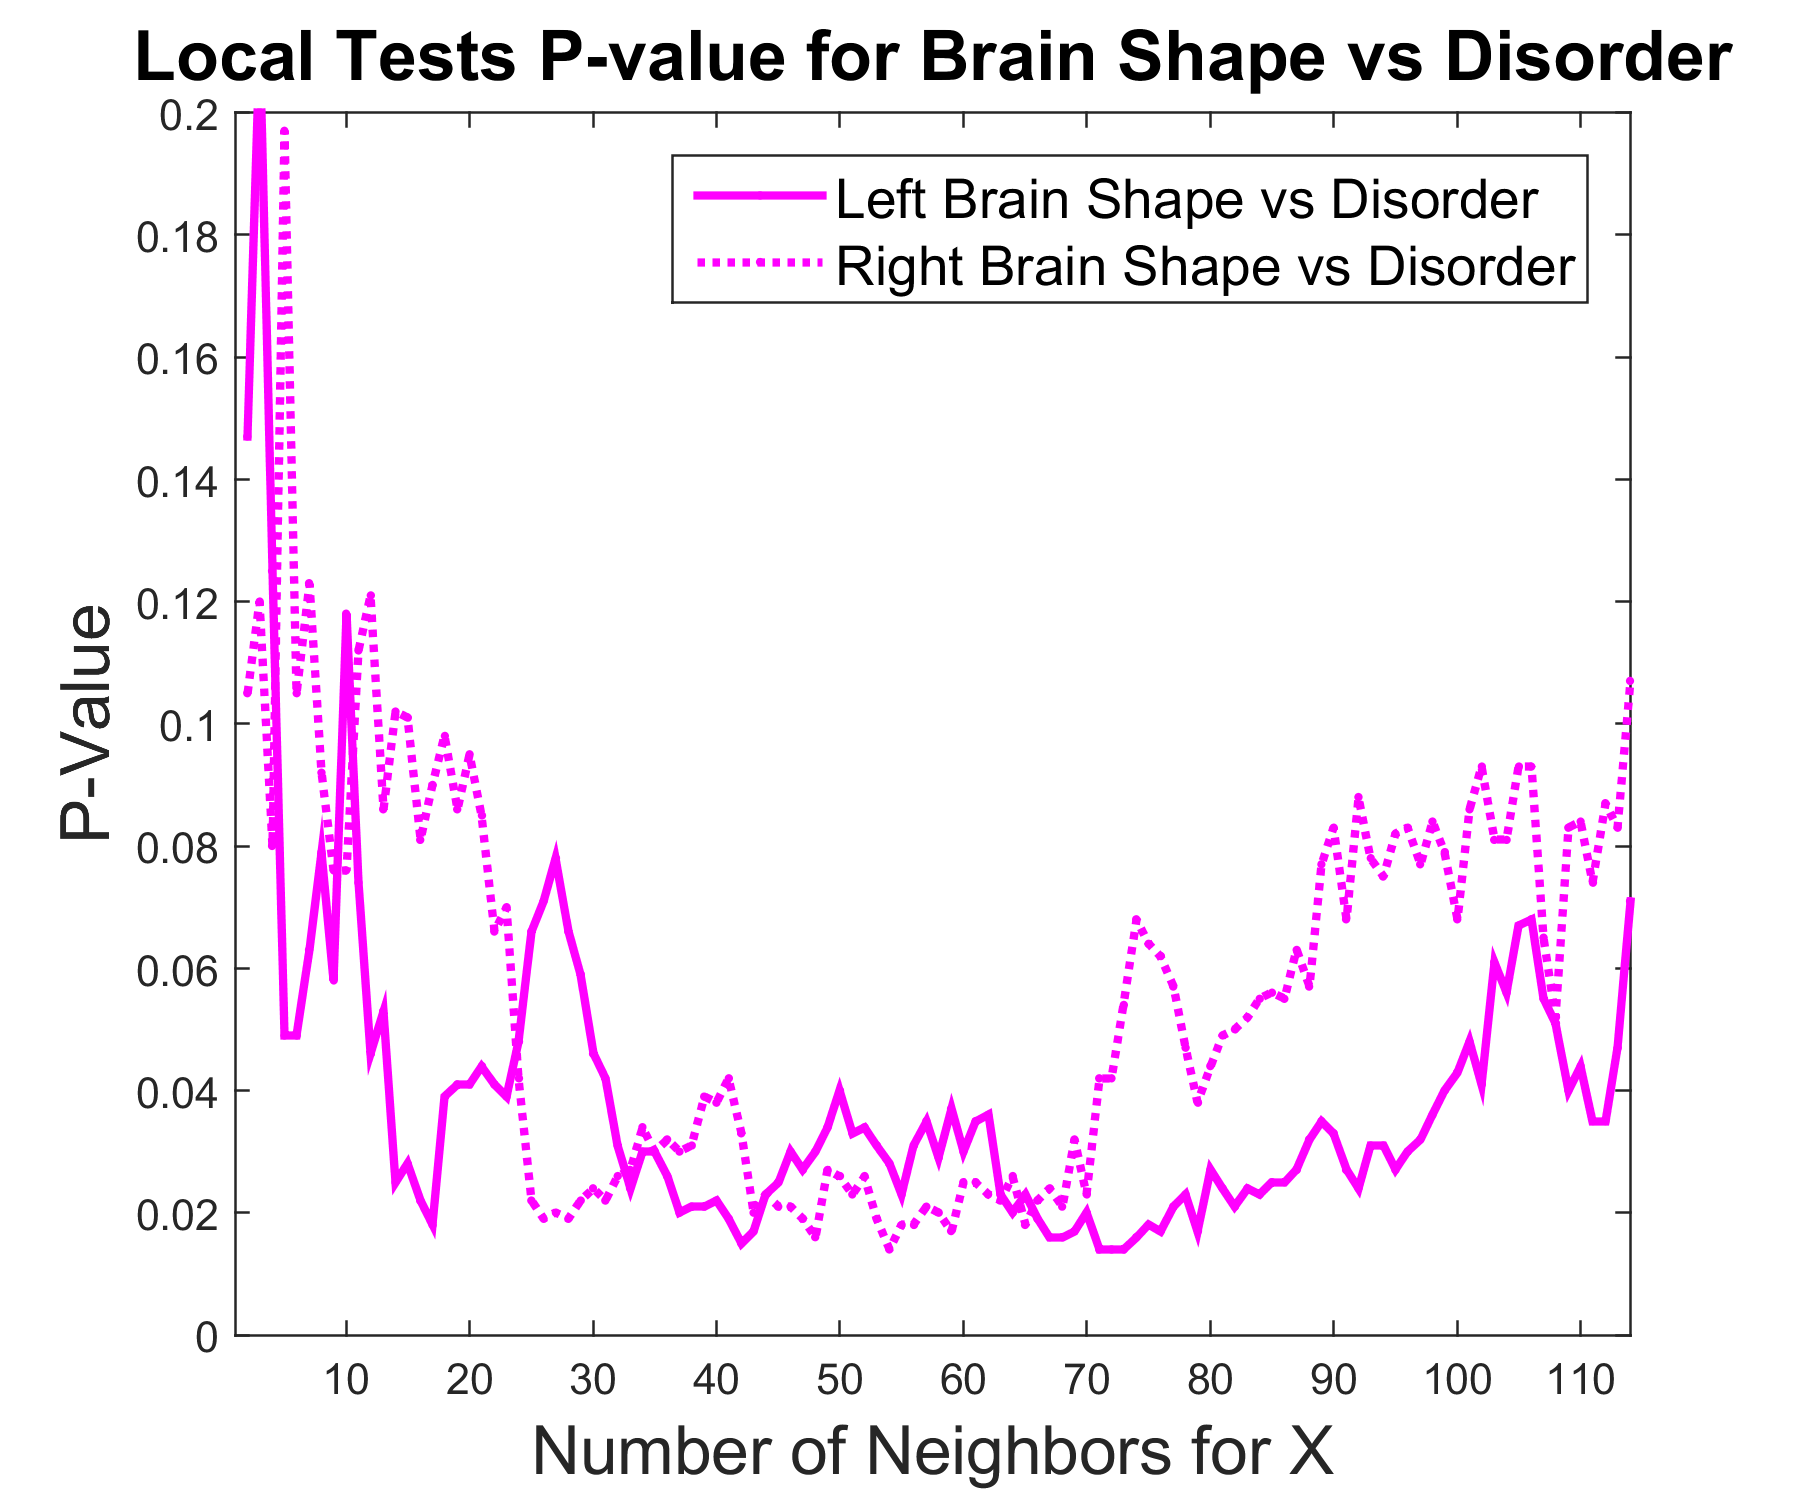 Local Tests P-value for Brain Shape vs Disorder
Left Brain Shape vs Disorder
Right Brain Shape vs Disorder
P-Value
0.2
0.18
0.16
0.14
0.12
0.1
0.08
0.06
0.04
0.02
0
10 20 30 40 50 60 70 80 90 100 110
Number of Neighbors for X